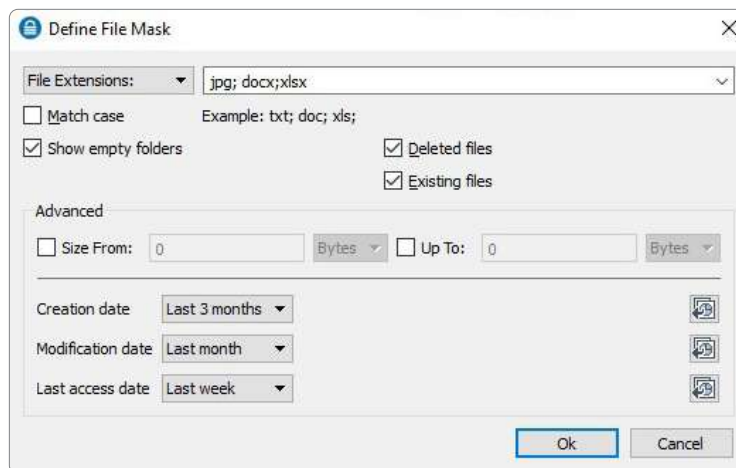 Define File Mask
File Extensions: jpg; docx;xlsx
Match case Example: txt; doc; xls;
Show empty folders Deleted files
Existing files
Advanced
Size From: 0 Bytes Up To: 0 Bytes
Creation date Last 3 months
Modification date Last month
Last access date Last week
Ok Cancel